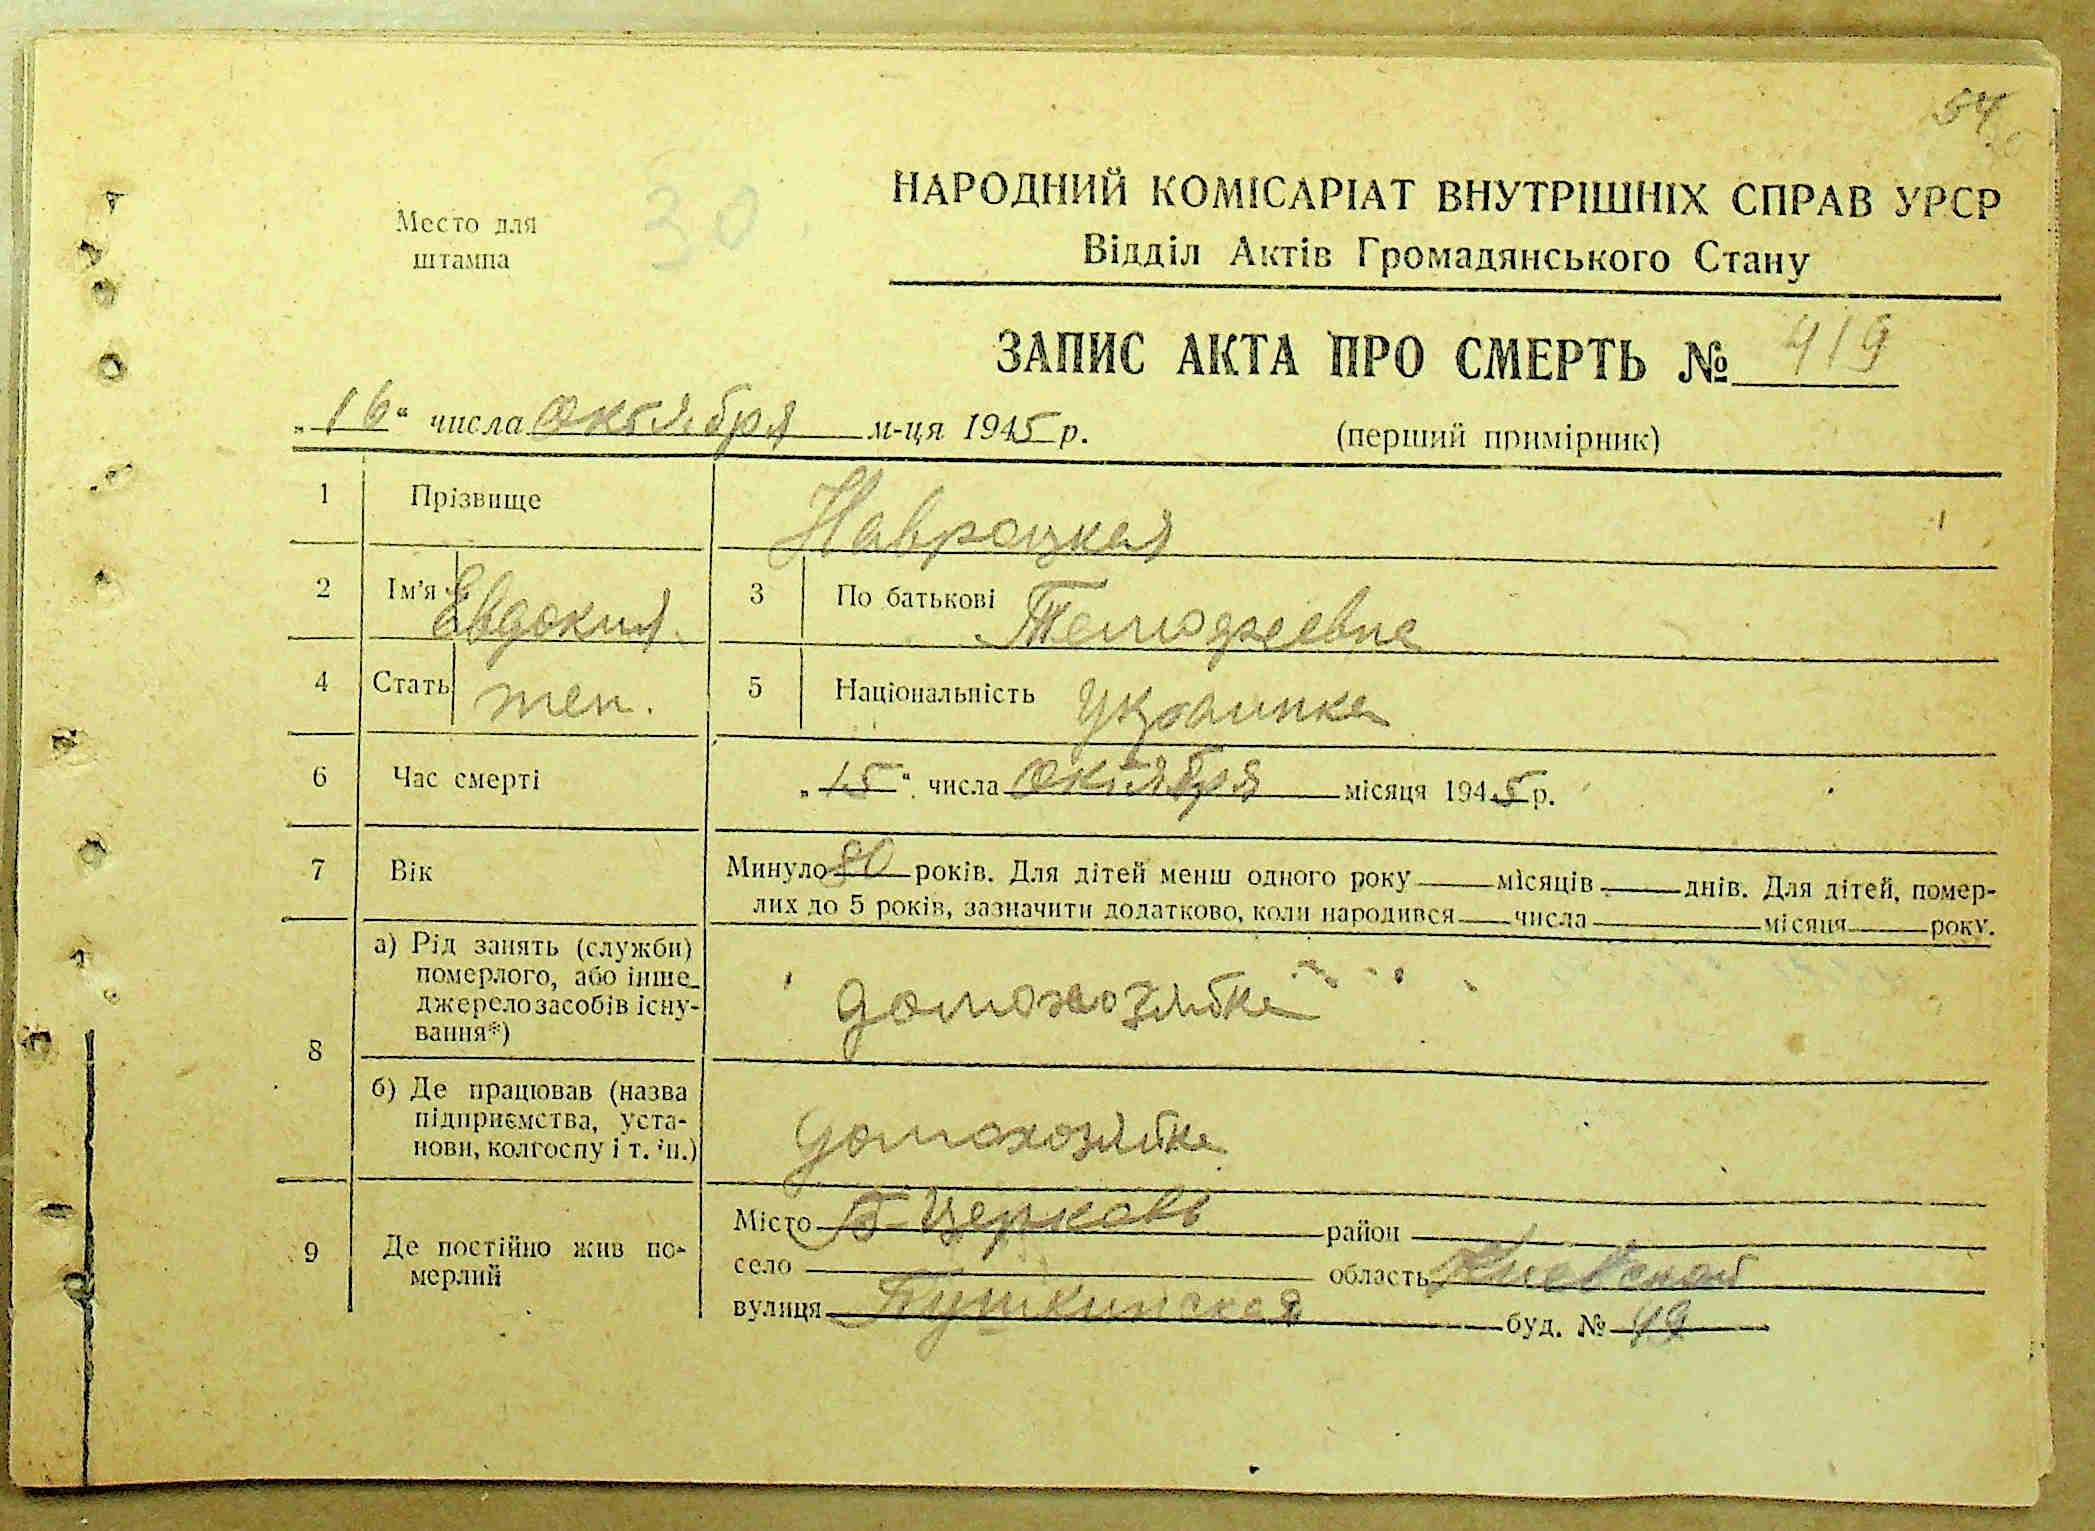 54
Место для
штампа
30
НАРОДНИЙ КОМІСАРІАТ ВНУТРІШНІХ СПРАВ УРСР
Відділ Актів Громадянського Стану
ЗАПИС АКТА ПРО СМЕРТЬ № 419
„16“ числа октября м-ця 1945 р.
(перший примірник)
1 Прізвище Навроцкая
2 Ім’я Евдокия 3 По батькові
4 Стать жен. 5 Національність украинка
6 Час смерті „15“ числа октября місяця 1945 р.
7 Вік Минуло 80 років. Для дітей менш одного року місяців днів. Для дітей, помер-
лих до 5 років, зазначити додатково, коли народився числа місяця року.
8 а) Рід занять (служби)
померлого, або інше
джерело засобів існу-
вання*)
домохозяйка
б) Де працював (назва
підприємства, уста-
нови, колгоспу і т. п.)
домохозяйка
9 Де постійно жив по-
мерлий
Місто Б-Церковь район
село область Киевской
вулиця Пушкинская буд. № 49